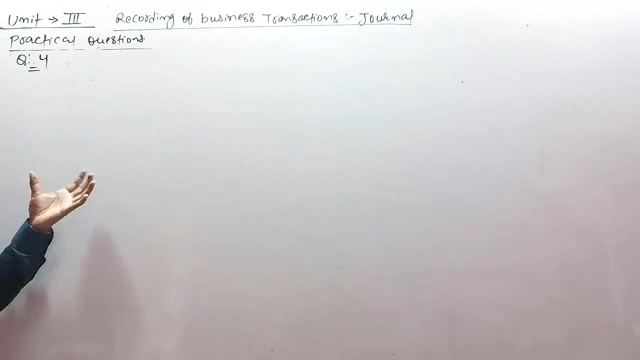 Unit → III Recording of business Transactions :- Journal
Practical Questions
Q: 4